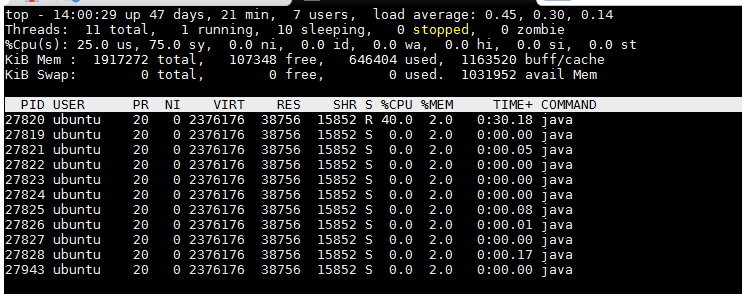 top - 14:00:29 up 47 days, 21 min,  7 users,  load average: 0.45, 0.30, 0.14
Threads:  11 total,   1 running,  10 sleeping,   0 stopped,   0 zombie
%Cpu(s): 25.0 us, 75.0 sy,  0.0 ni,  0.0 id,  0.0 wa,  0.0 hi,  0.0 si,  0.0 st
KiB Mem :  1917272 total,   107348 free,   646404 used,  1163520 buff/cache
KiB Swap:        0 total,        0 free,        0 used.  1031952 avail Mem
  PID USER      PR  NI    VIRT    RES    SHR S %CPU %MEM     TIME+ COMMAND
27820 ubuntu    20   0 2376176  38756  15852 R 40.0  2.0   0:30.18 java
27819 ubuntu    20   0 2376176  38756  15852 S  0.0  2.0   0:00.00 java
27821 ubuntu    20   0 2376176  38756  15852 S  0.0  2.0   0:00.05 java
27822 ubuntu    20   0 2376176  38756  15852 S  0.0  2.0   0:00.00 java
27823 ubuntu    20   0 2376176  38756  15852 S  0.0  2.0   0:00.00 java
27824 ubuntu    20   0 2376176  38756  15852 S  0.0  2.0   0:00.00 java
27825 ubuntu    20   0 2376176  38756  15852 S  0.0  2.0   0:00.08 java
27826 ubuntu    20   0 2376176  38756  15852 S  0.0  2.0   0:00.01 java
27827 ubuntu    20   0 2376176  38756  15852 S  0.0  2.0   0:00.00 java
27828 ubuntu    20   0 2376176  38756  15852 S  0.0  2.0   0:00.17 java
27943 ubuntu    20   0 2376176  38756  15852 S  0.0  2.0   0:00.00 java